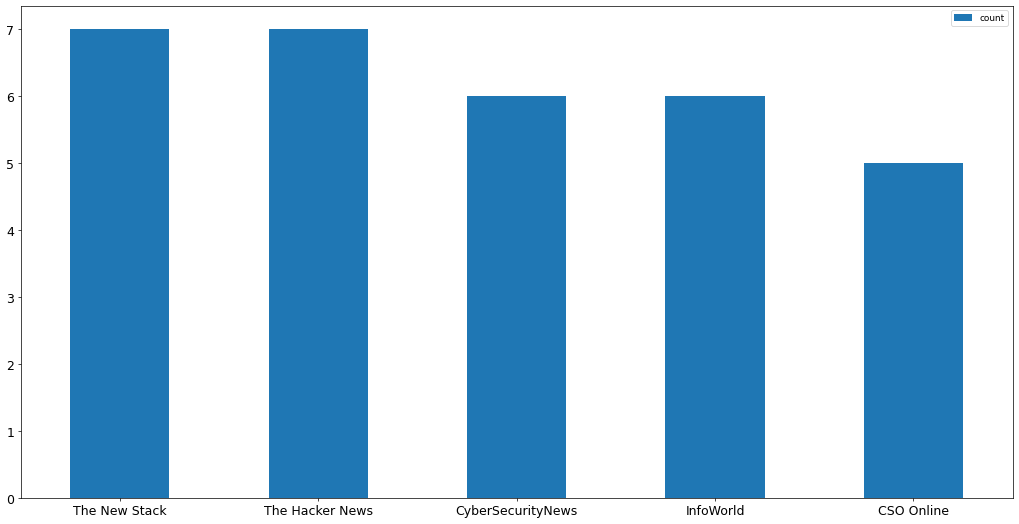 count
7
6
5
4
3
2
1
0
The New Stack
The Hacker News
CyberSecurityNews
InfoWorld
CSO Online